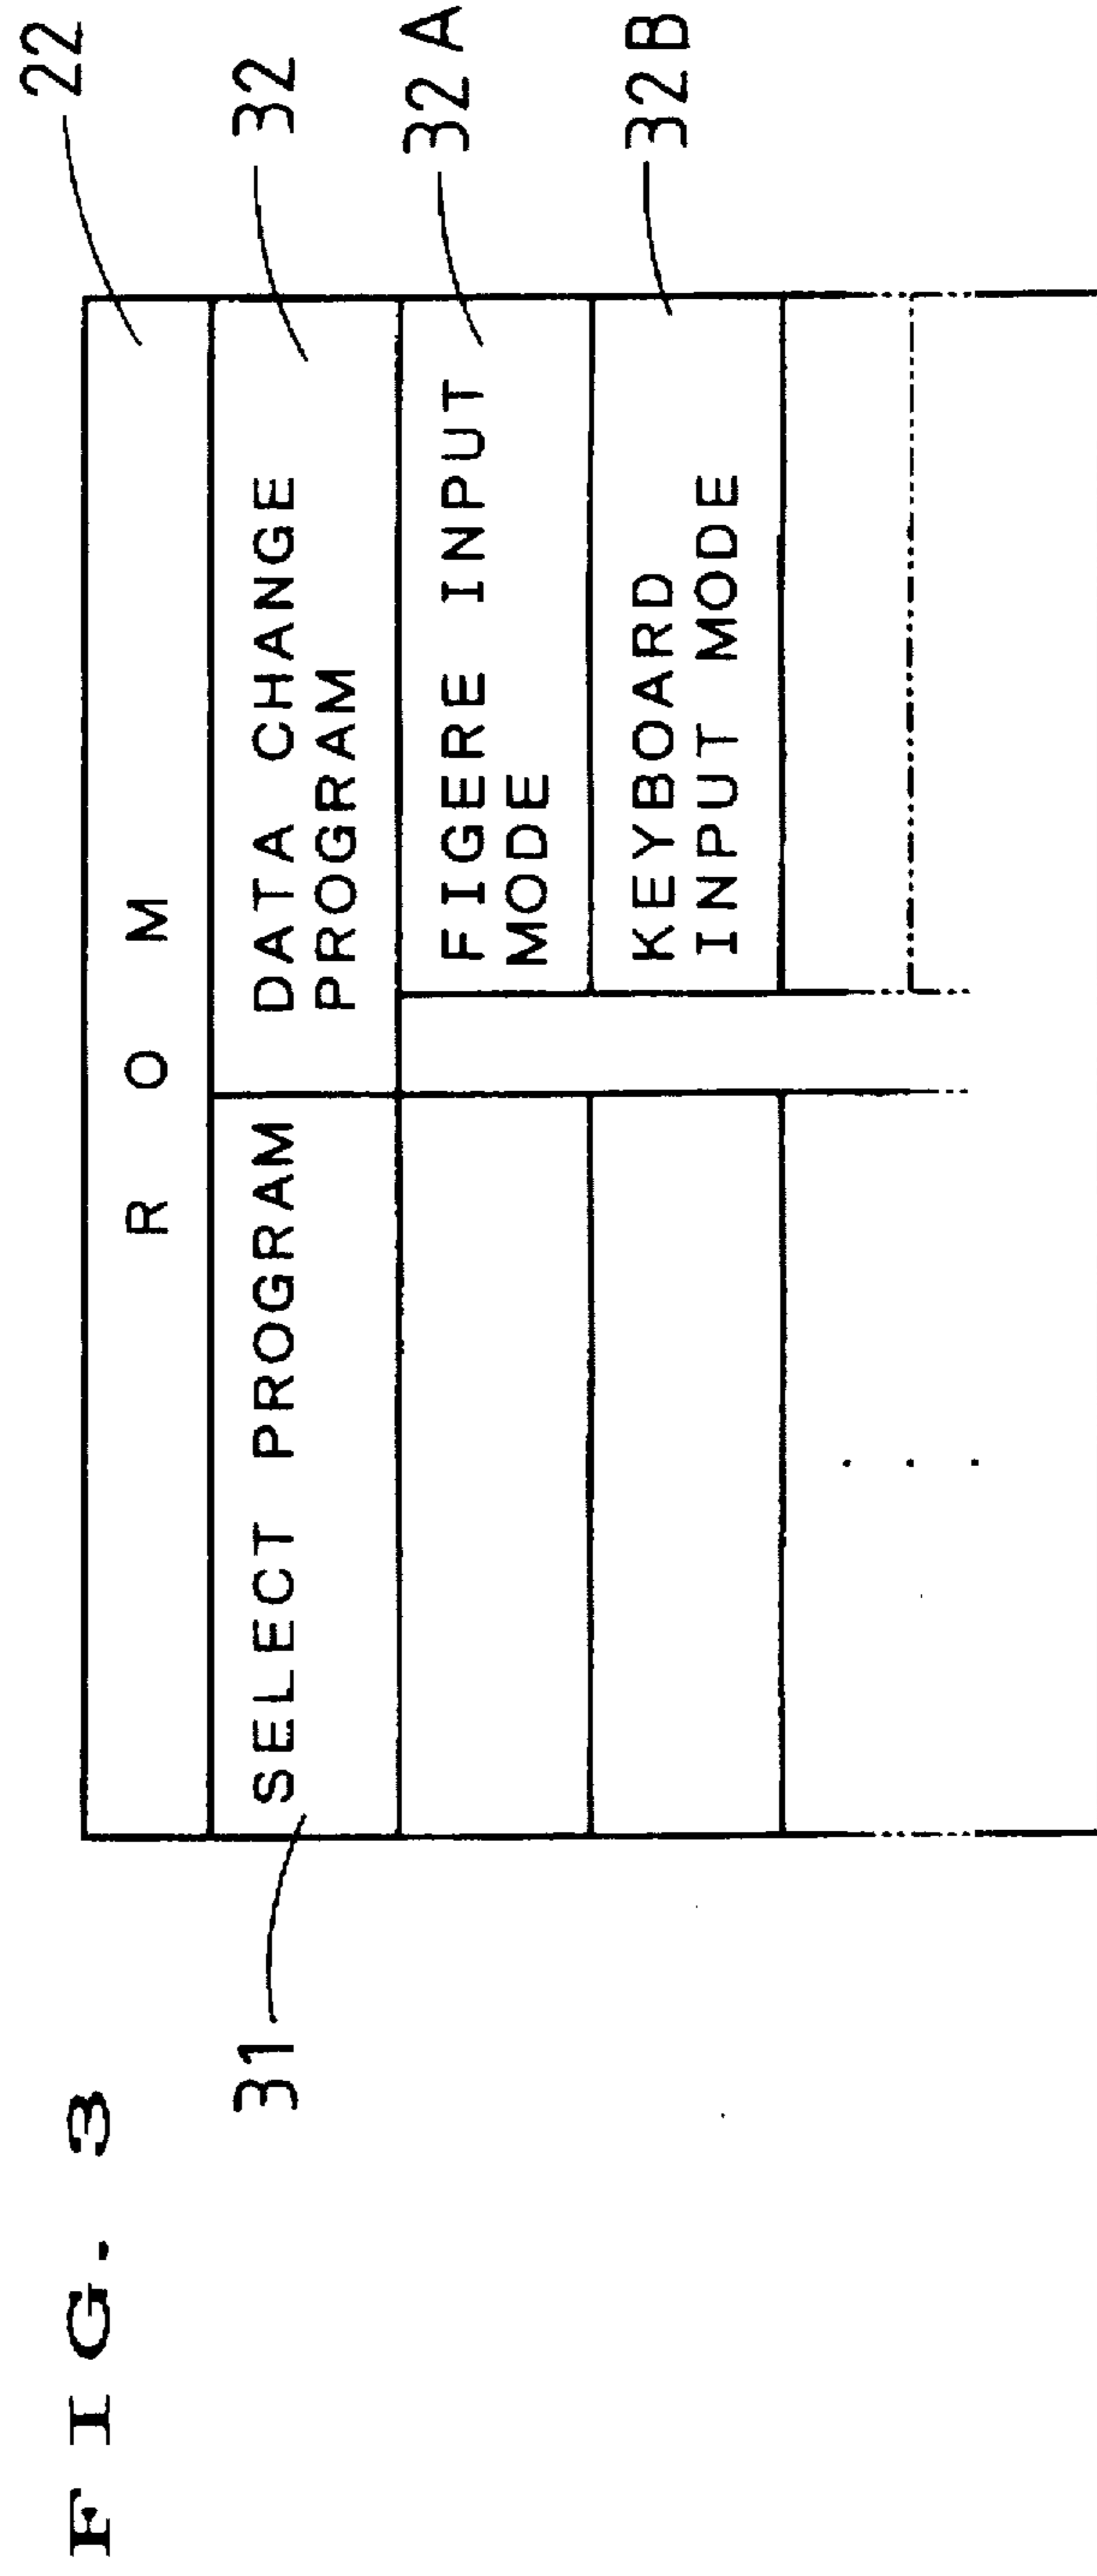 FIG. 3
22
R O M
31
SELECT PROGRAM
DATA CHANGE
PROGRAM
32
FIGERE INPUT
MODE
32A
KEYBOARD
INPUT MODE
32B